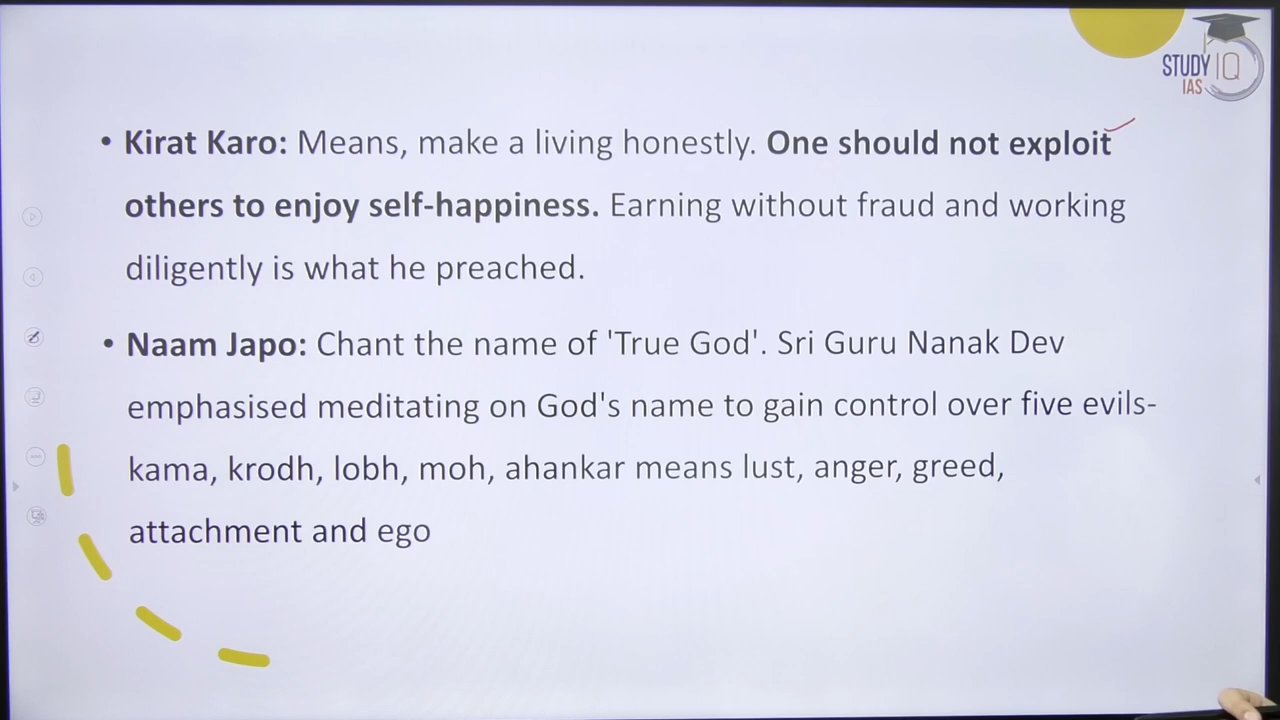 STUDY IQ
IAS
• Kirat Karo: Means, make a living honestly. One should not exploit
others to enjoy self-happiness. Earning without fraud and working
diligently is what he preached.
• Naam Japo: Chant the name of 'True God'. Sri Guru Nanak Dev
emphasised meditating on God's name to gain control over five evils-
kama, krodh, lobh, moh, ahankar means lust, anger, greed,
attachment and ego